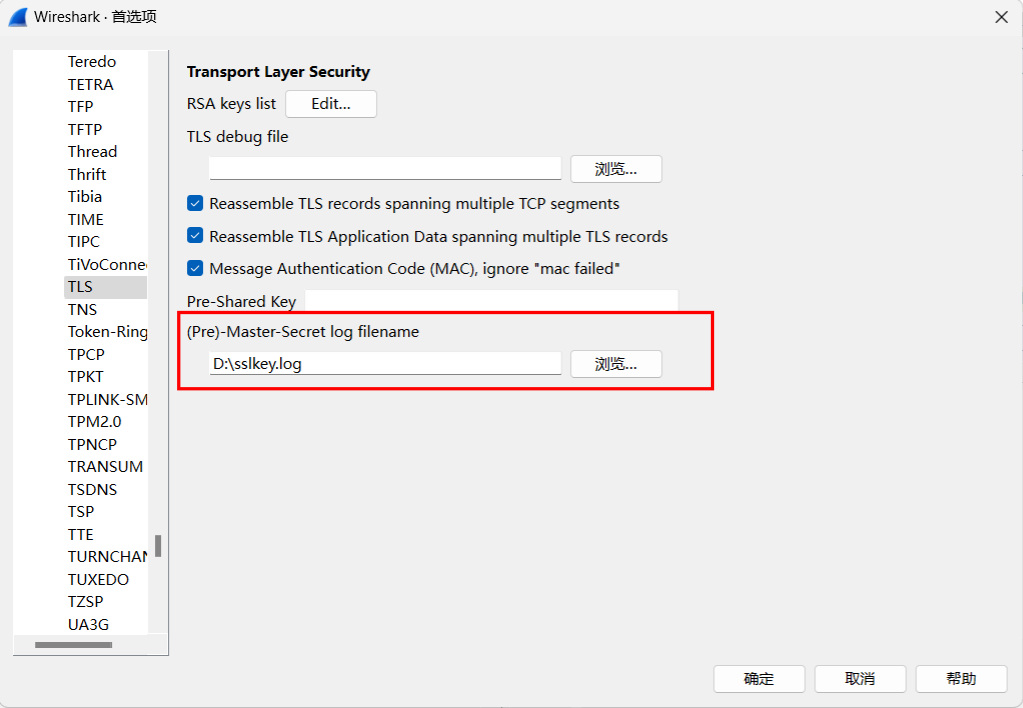 Wireshark · 首选项
Teredo
TETRA
TFP
TFTP
Thread
Thrift
Tibia
TIME
TIPC
TiVoConne
TLS
TNS
Token-Ring
TPCP
TPKT
TPLINK-SM
TPM2.0
TPNCP
TRANSUM
TSDNS
TSP
TTE
TURNCHAN
TUXEDO
TZSP
UA3G
Transport Layer Security
RSA keys list Edit...
TLS debug file
浏览...
Reassemble TLS records spanning multiple TCP segments
Reassemble TLS Application Data spanning multiple TLS records
Message Authentication Code (MAC), ignore "mac failed"
Pre-Shared Key
(Pre)-Master-Secret log filename
D:\sslkey.log 浏览...
确定 取消 帮助